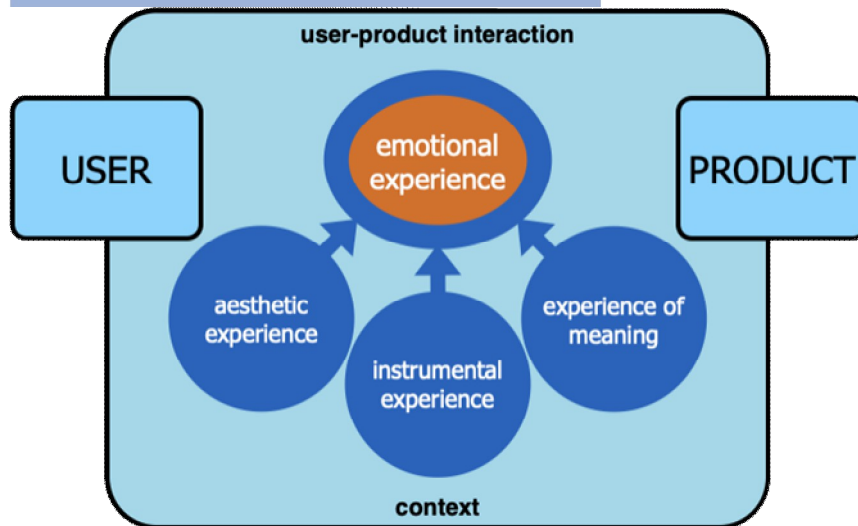 user-product interaction
USER
emotional
experience
PRODUCT
aesthetic
experience
instrumental
experience
experience of
meaning
context